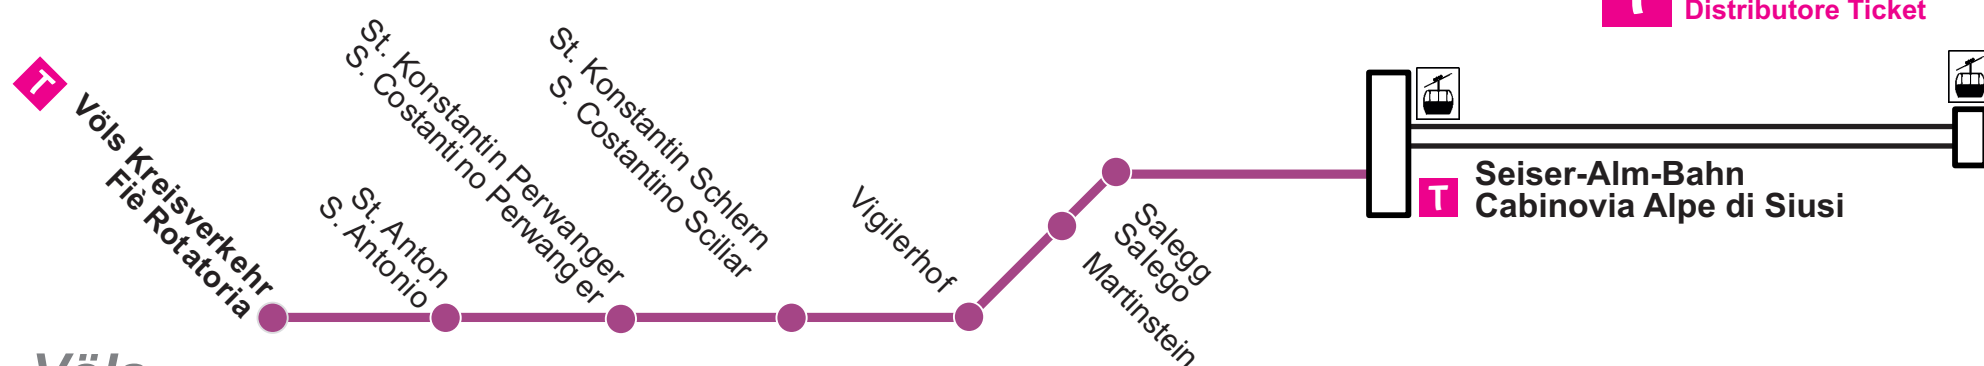 T
Distributore Ticket
T
Völs Kreisverkehr
Fiè Rotatoria
St. Anton
S. Antonio
St. Konstantin Perwanger
S. Costantino Perwanger
St. Konstantin Schlern
S. Costantino Sciliar
Vigilerhof
Martinstein
Salegg
Salego
T
Seiser-Alm-Bahn
Cabinovia Alpe di Siusi
Völs